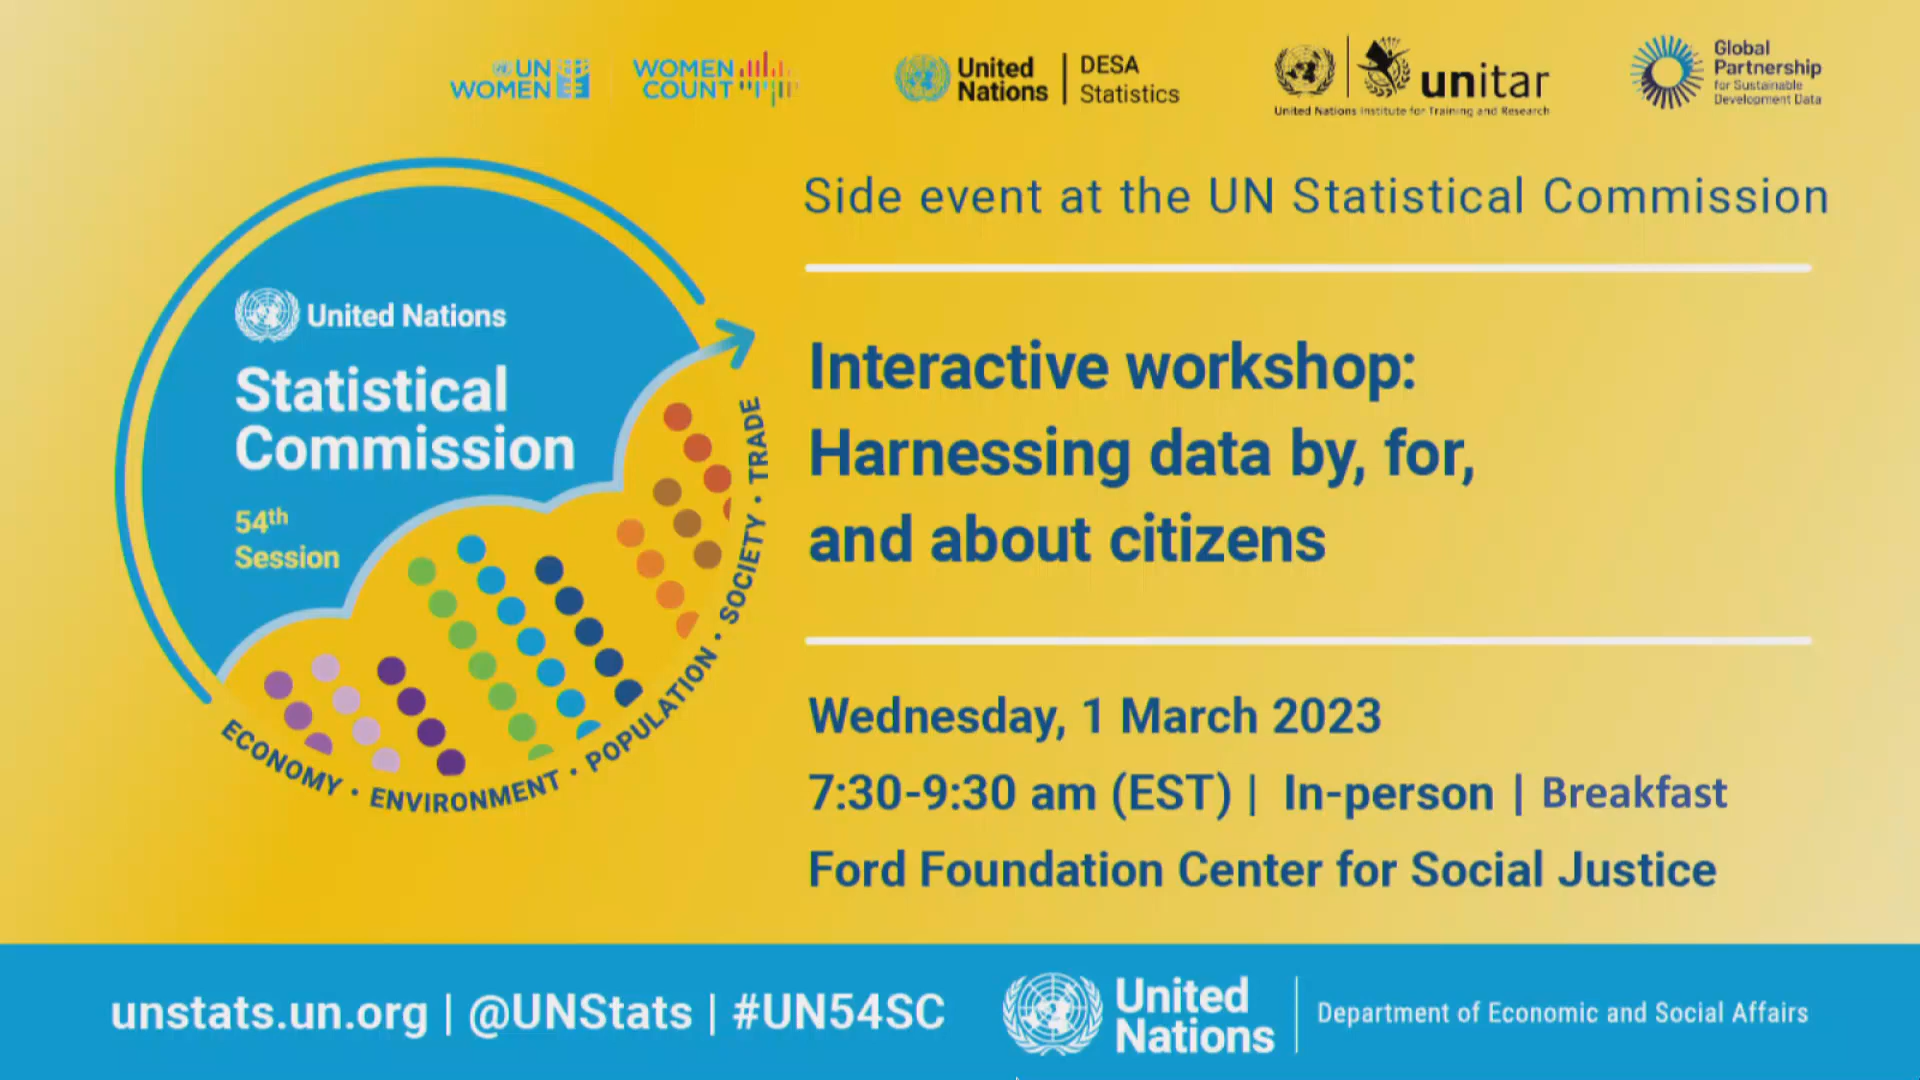 UN
WOMEN
WOMEN
COUNT
United
Nations
DESA
Statistics
unitar
United Nations Institute for Training and Research
Global
Partnership
for Sustainable
Development Data
Side event at the UN Statistical Commission
United Nations
Statistical
Commission
54th
Session
ECONOMY • ENVIRONMENT • POPULATION • SOCIETY • TRADE
Interactive workshop:
Harnessing data by, for,
and about citizens
Wednesday, 1 March 2023
7:30-9:30 am (EST) | In-person | Breakfast
Ford Foundation Center for Social Justice
unstats.un.org | @UNStats | #UN54SC
United
Nations
Department of Economic and Social Affairs